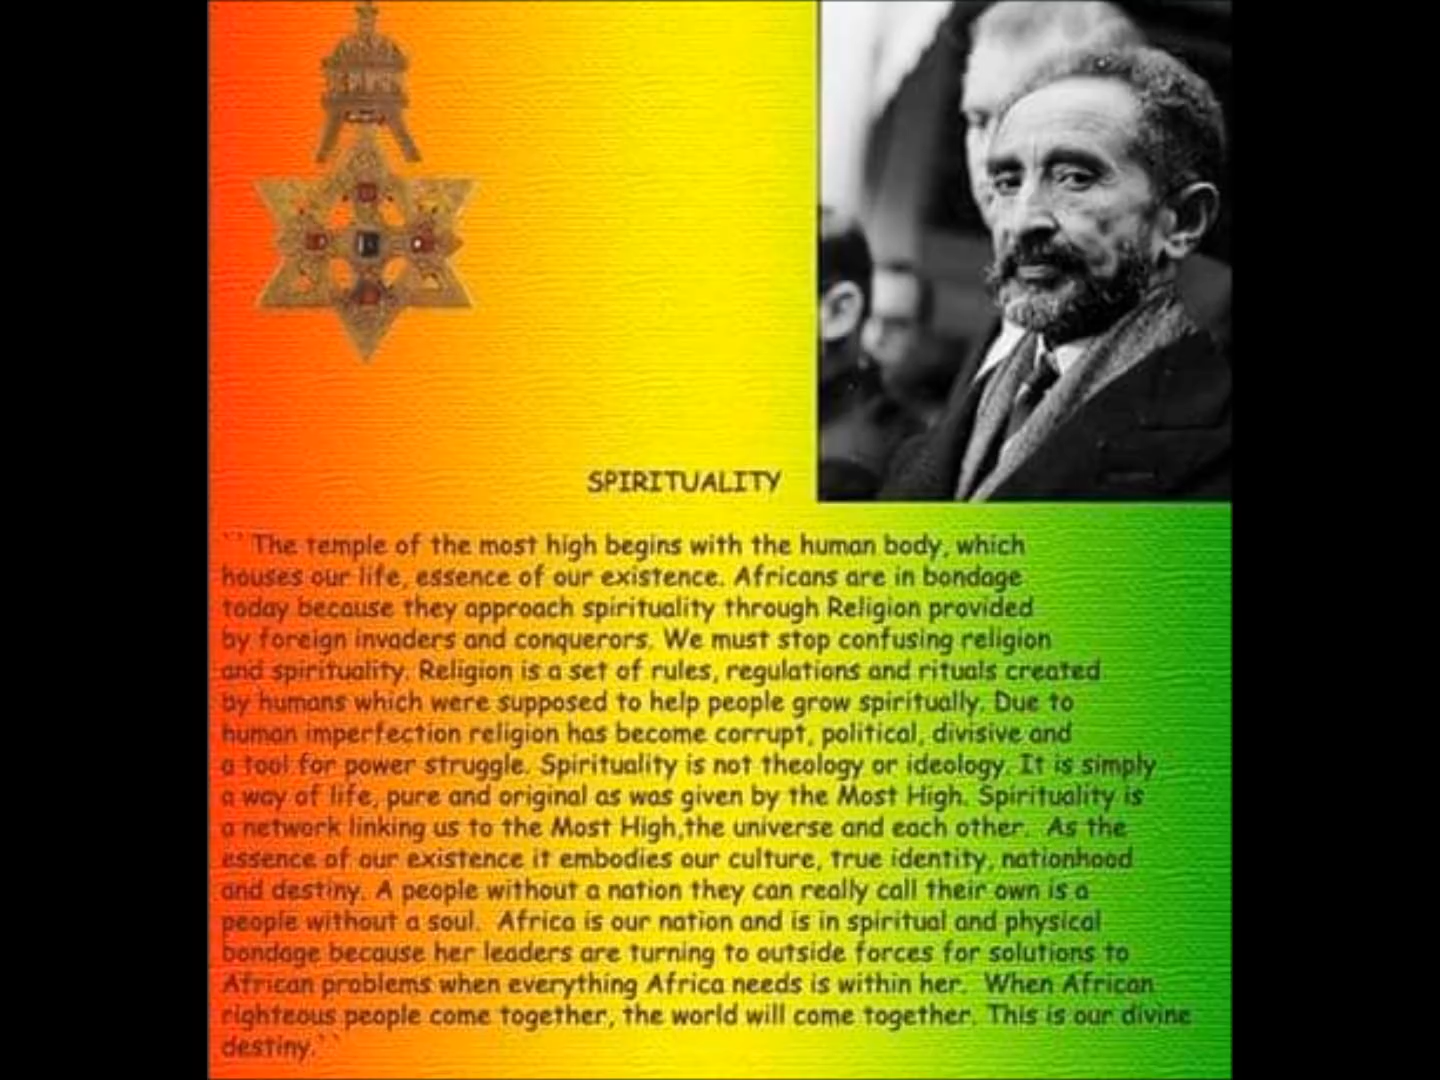 SPIRITUALITY
`` The temple of the most high begins with the human body, which
houses our life, essence of our existence. Africans are in bondage
today because they approach spirituality through Religion provided
by foreign invaders and conquerors. We must stop confusing religion
and spirituality. Religion is a set of rules, regulations and rituals created
by humans which were supposed to help people grow spiritually. Due to
human imperfection religion has become corrupt, political, divisive and
a tool for power struggle. Spirituality is not theology or ideology. It is simply
a way of life, pure and original as was given by the Most High. Spirituality is
a network linking us to the Most High,the universe and each other.  As the
essence of our existence it embodies our culture, true identity, nationhood
and destiny. A people without a nation they can really call their own is a
people without a soul.  Africa is our nation and is in spiritual and physical
bondage because her leaders are turning to outside forces for solutions to
African problems when everything Africa needs is within her.  When African
righteous people come together, the world will come together. This is our divine
destiny.``